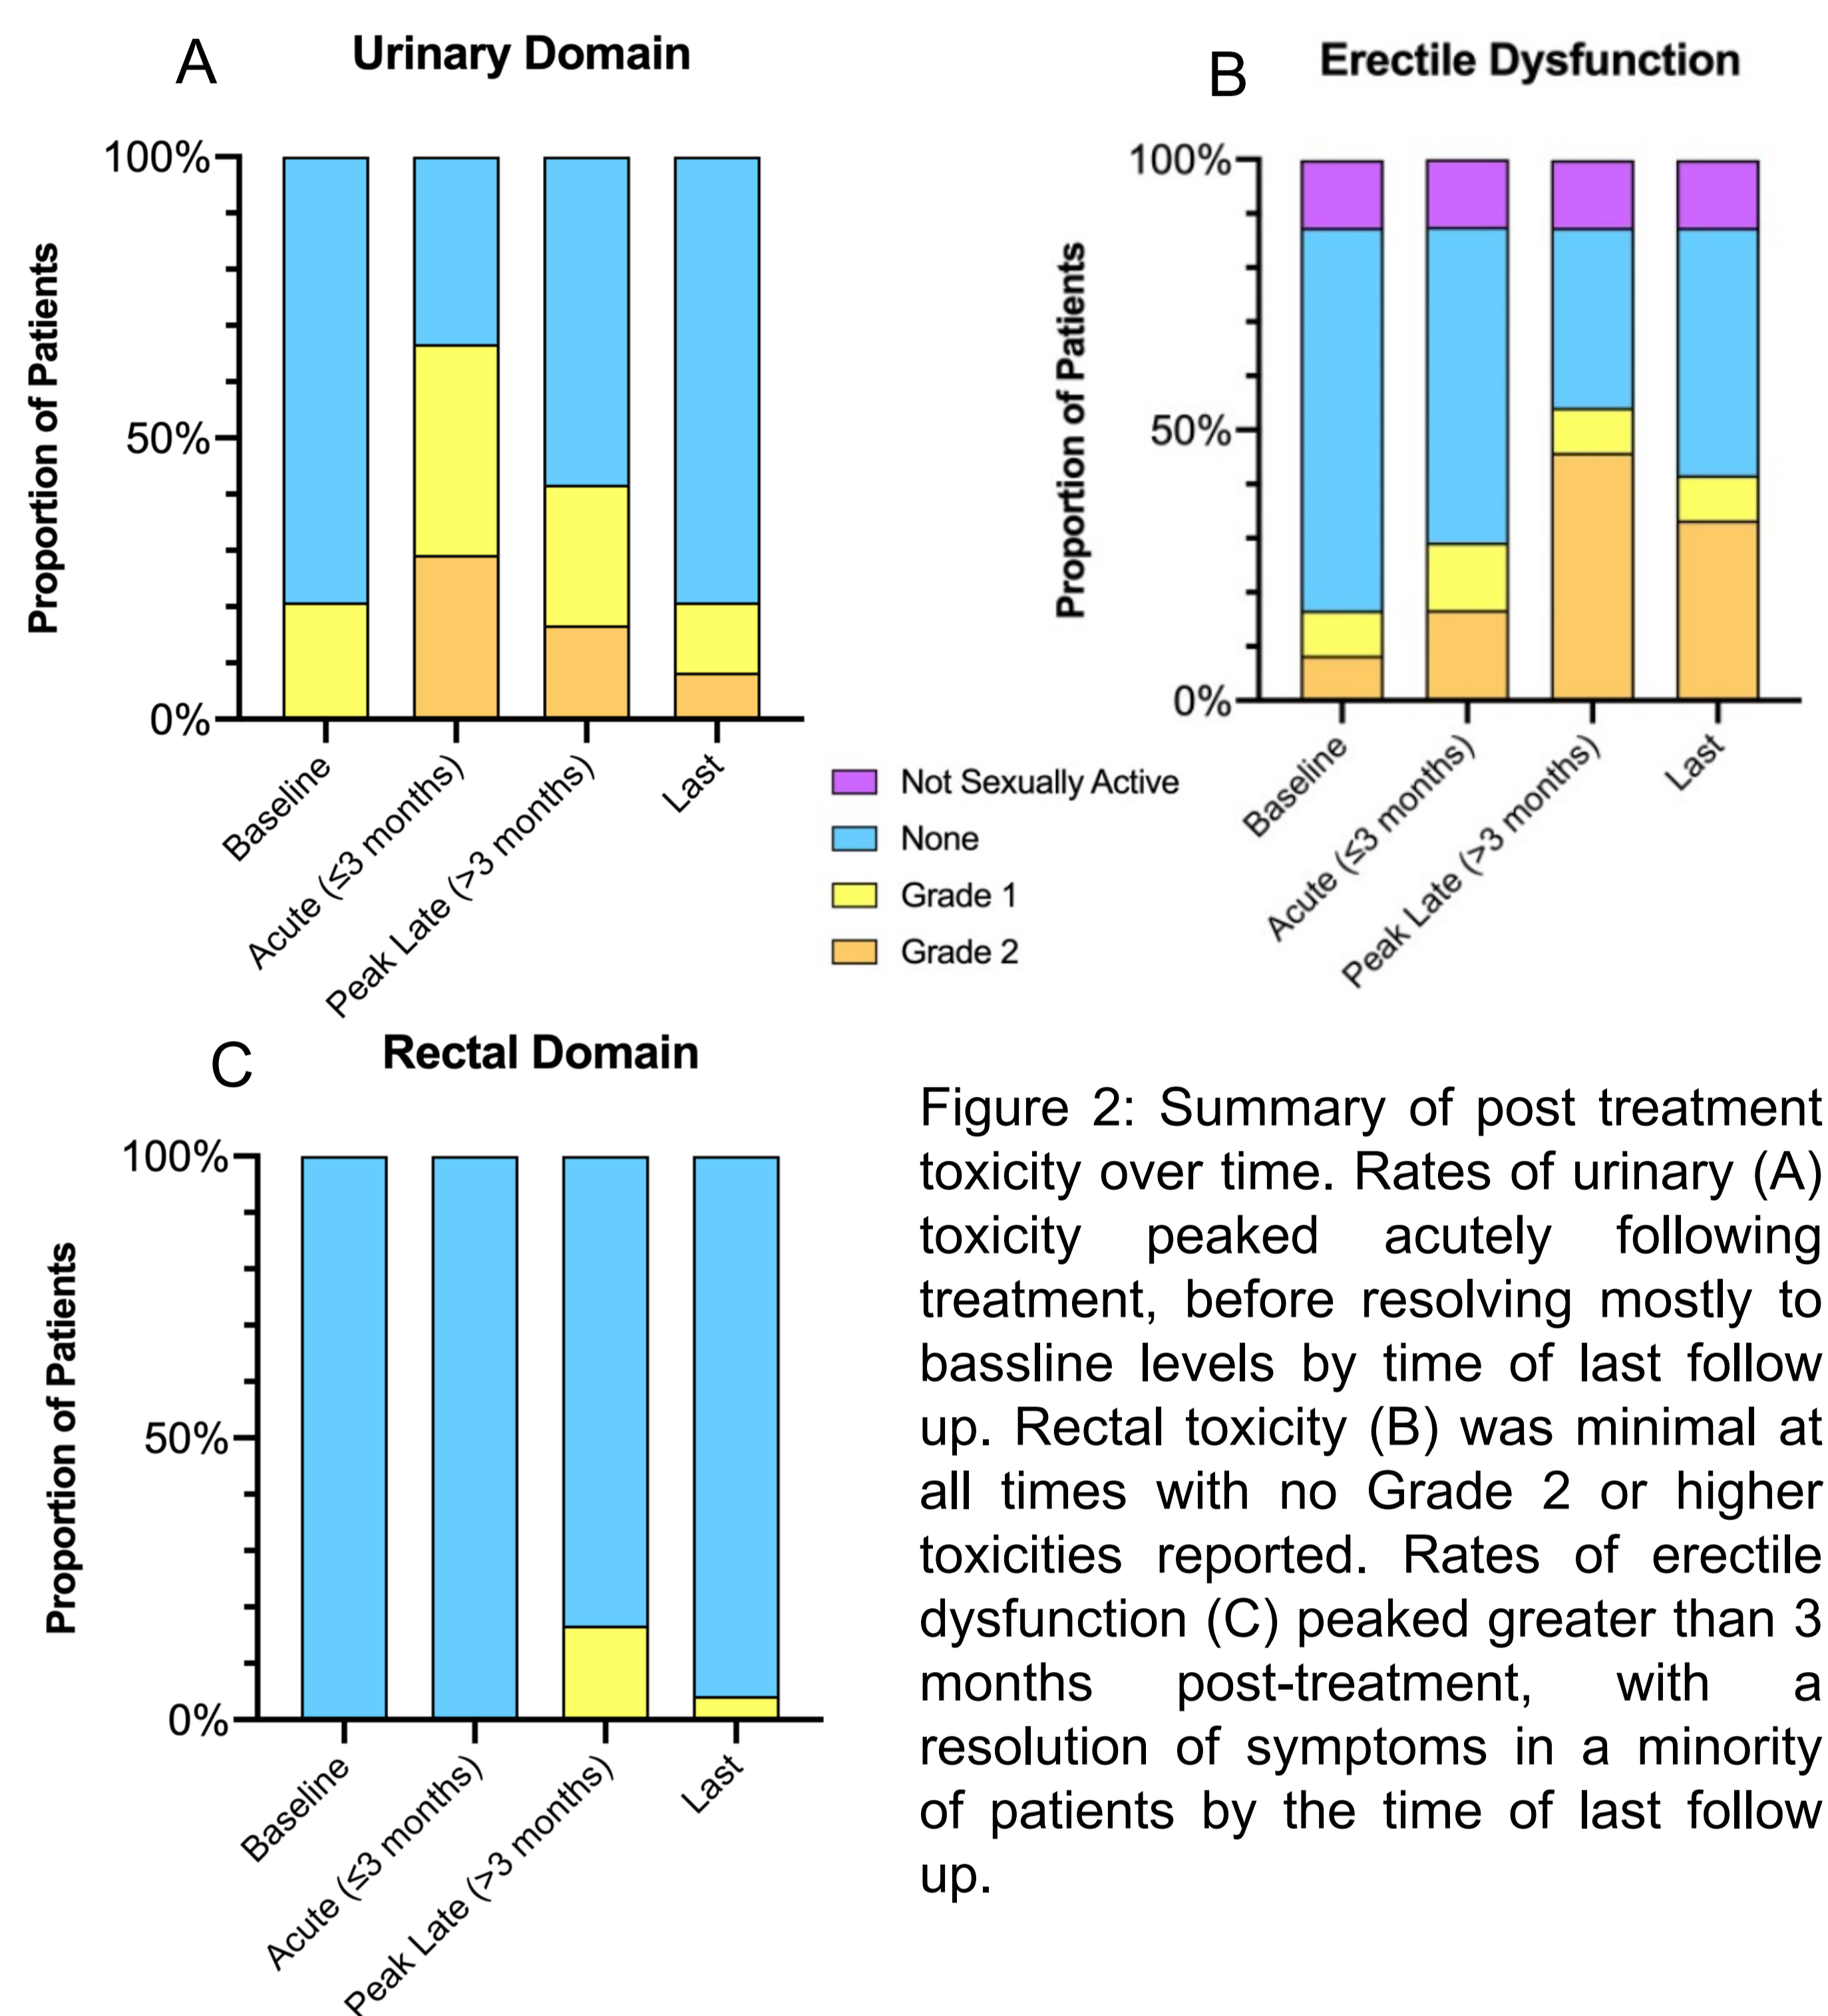 A
Urinary Domain
Proportion of Patients
100%
50%
0%
Baseline
Acute (≤3 months)
Peak Late (>3 months)
Last
B
Erectile Dysfunction
Proportion of Patients
100%
50%
0%
Baseline
Acute (≤3 months)
Peak Late (>3 months)
Last
Not Sexually Active
None
Grade 1
Grade 2
C
Rectal Domain
Proportion of Patients
100%
50%
0%
Baseline
Acute (≤3 months)
Peak Late (>3 months)
Last
Figure 2: Summary of post treatment
toxicity over time. Rates of urinary (A)
toxicity peaked acutely following
treatment, before resolving mostly to
bassline levels by time of last follow
up. Rectal toxicity (B) was minimal at
all times with no Grade 2 or higher
toxicities reported. Rates of erectile
dysfunction (C) peaked greater than 3
months post-treatment, with a
resolution of symptoms in a minority
of patients by the time of last follow
up.